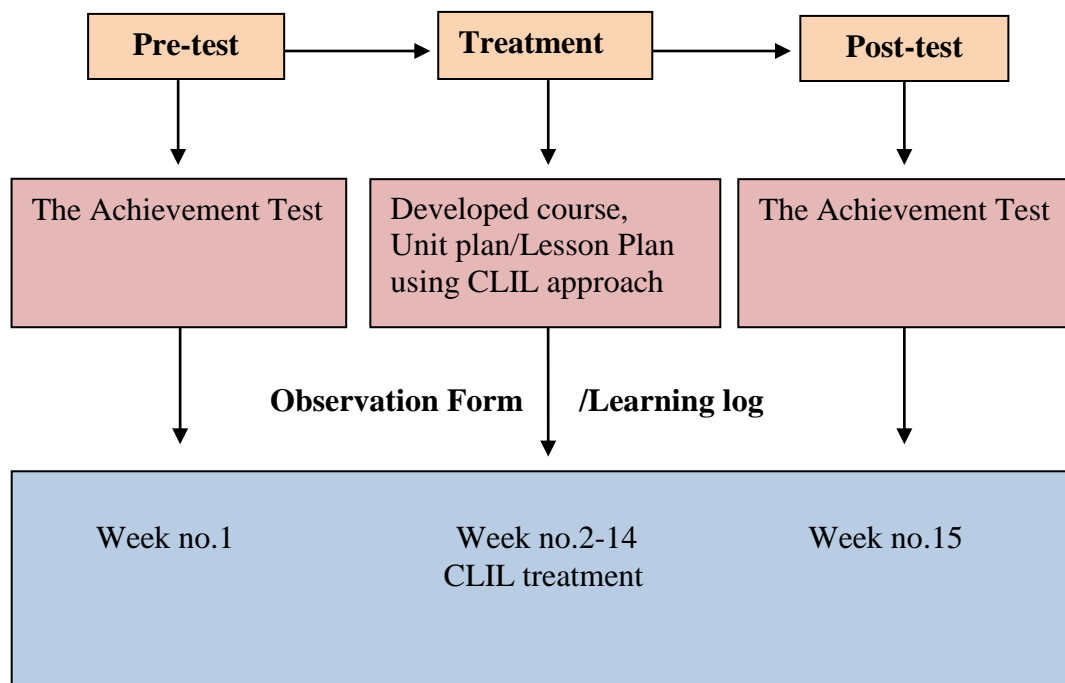 Pre-test
Treatment
Post-test
The Achievement Test
Developed course,
Unit plan/Lesson Plan
using CLIL approach
The Achievement Test
Observation Form /Learning log
Week no.1
Week no.2-14
CLIL treatment
Week no.15